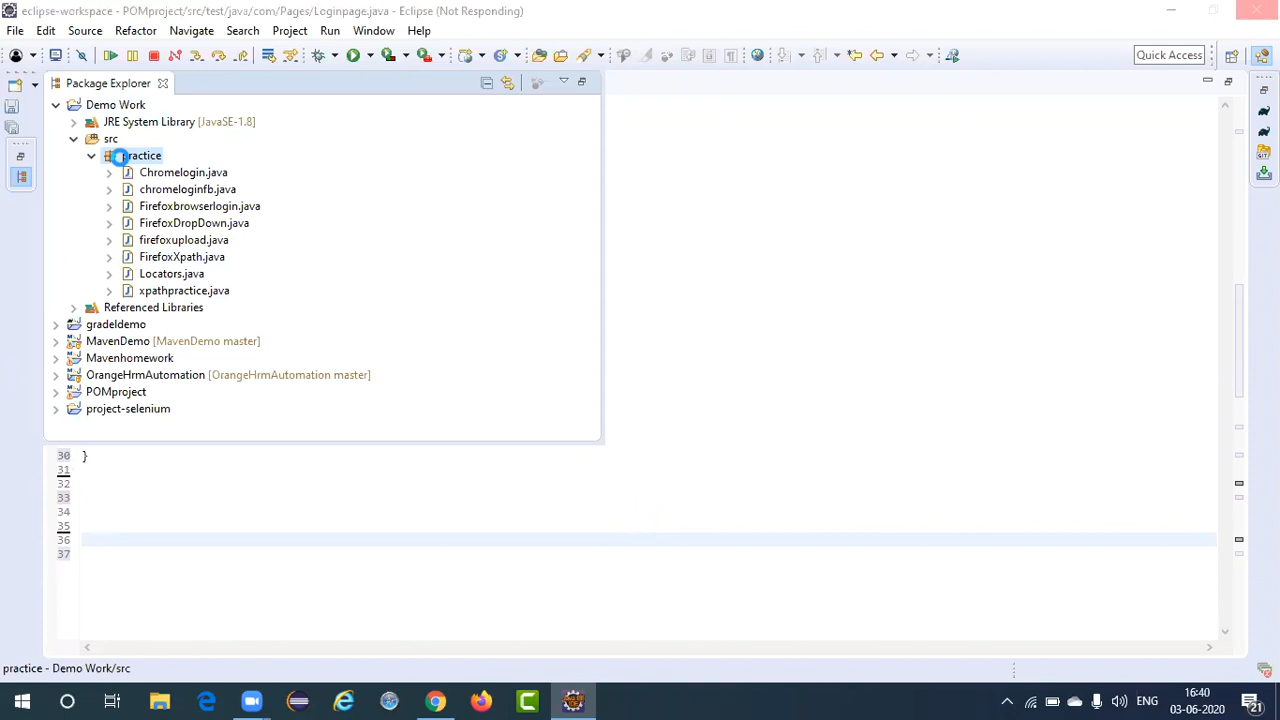 eclipse-workspace - POMproject/src/test/java/com/Pages/Loginpage.java - Eclipse (Not Responding)
File Edit Source Refactor Navigate Search Project Run Window Help
Quick Access
Package Explorer
Demo Work
JRE System Library [JavaSE-1.8]
src
practice
Chromelogin.java
chromeloginfb.java
Firefoxbrowserlogin.java
FirefoxDropDown.java
firefoxupload.java
FirefoxXpath.java
Locators.java
xpathpractice.java
Referenced Libraries
gradeldemo
MavenDemo [MavenDemo master]
Mavenhomework
OrangeHrmAutomation [OrangeHrmAutomation master]
POMproject
project-selenium
30 }
31
32
33
34
35
36
37
practice - Demo Work/src
ENG
16:40
03-06-2020
21